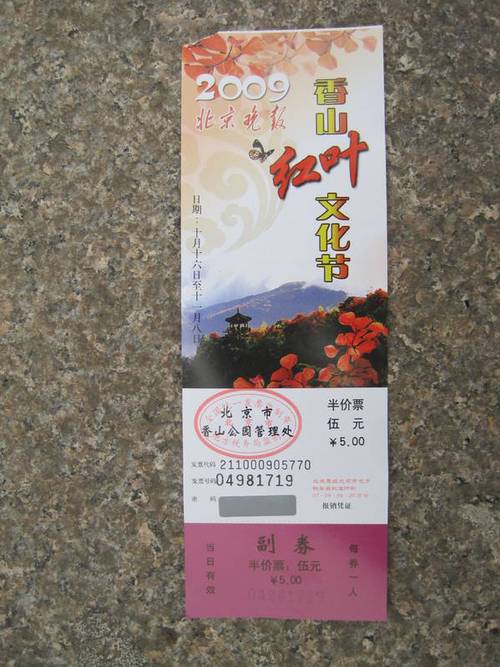 2009
北京晚报
香山
红叶
文化节
日期：十月十六日至十一月八日
北京市
香山公园管理处
半价票
伍元
¥5.00
发票代码 211000905770
发票号码 04981719
密码
报销凭证
副券
半价票：伍元
¥5.00
04981719
当日有效
每券一人